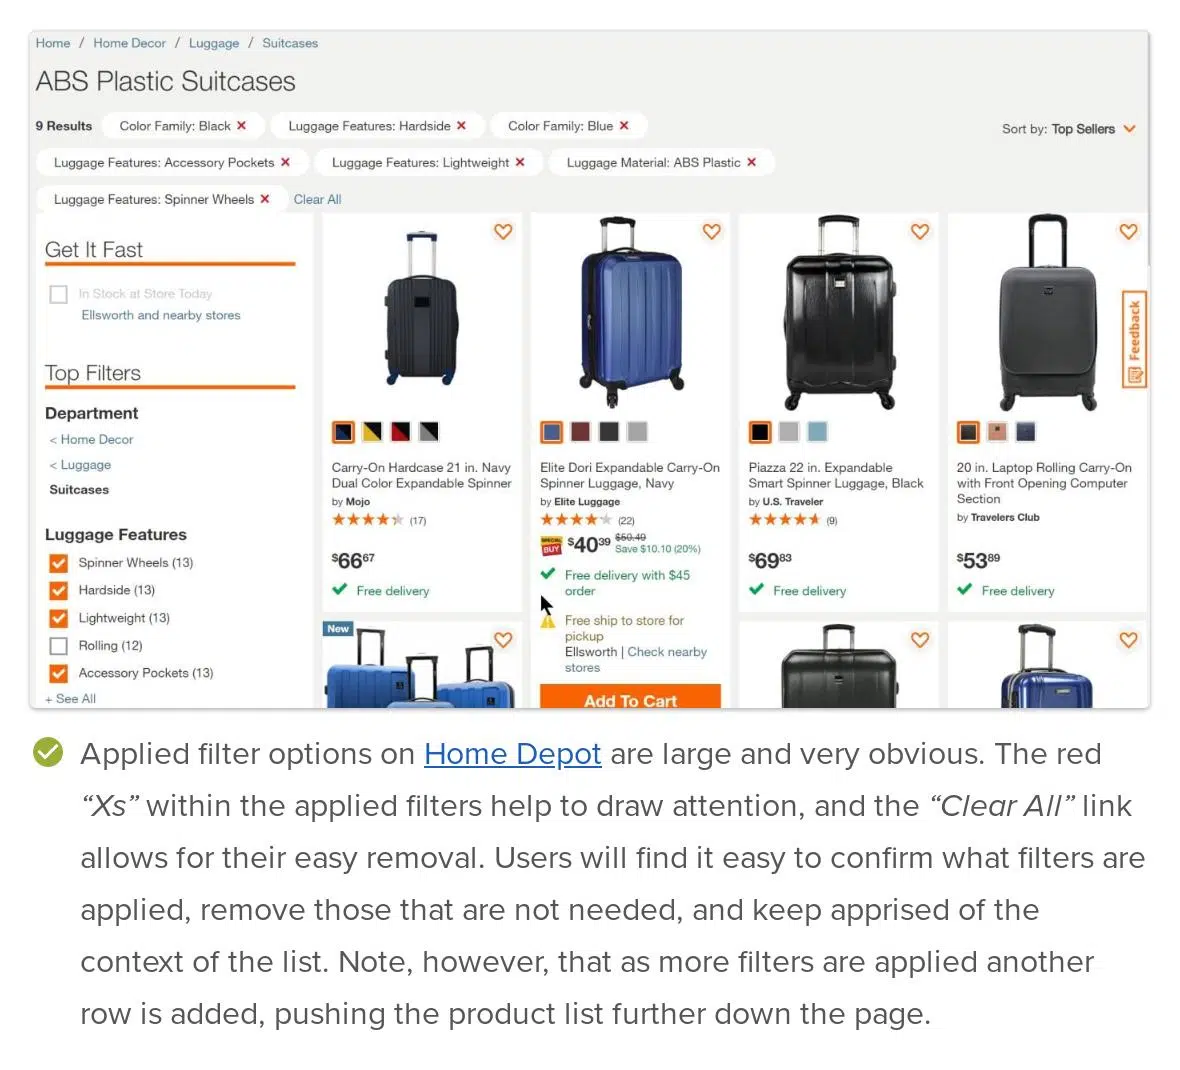 Home / Home Decor / Luggage / Suitcases
ABS Plastic Suitcases
9 Results Color Family: Black × Luggage Features: Hardside × Color Family: Blue ×
Sort by: Top Sellers
Luggage Features: Accessory Pockets × Luggage Features: Lightweight × Luggage Material: ABS Plastic ×
Luggage Features: Spinner Wheels × Clear All
Get It Fast
In Stock at Store Today
Ellsworth and nearby stores
Top Filters
Department
< Home Decor
< Luggage
Suitcases
Luggage Features
Spinner Wheels (13)
Hardside (13)
Lightweight (13)
Rolling (12)
Accessory Pockets (13)
+ See All
Carry-On Hardcase 21 in. Navy
Dual Color Expandable Spinner
by Mojo
(17)
$6667
Free delivery
Elite Dori Expandable Carry-On
Spinner Luggage, Navy
by Elite Luggage
(22)
SPECIAL
BUY
$4039
$50.49
Save $10.10 (20%)
Free delivery with $45
order
Free ship to store for
pickup
Ellsworth | Check nearby
stores
Add To Cart
Piazza 22 in. Expandable
Smart Spinner Luggage, Black
by U.S. Traveler
(9)
$6983
Free delivery
20 in. Laptop Rolling Carry-On
with Front Opening Computer
Section
by Travelers Club
$5389
Free delivery
Feedback
New
Applied filter options on Home Depot are large and very obvious. The red
“Xs” within the applied filters help to draw attention, and the “Clear All” link
allows for their easy removal. Users will find it easy to confirm what filters are
applied, remove those that are not needed, and keep apprised of the
context of the list. Note, however, that as more filters are applied another
row is added, pushing the product list further down the page.